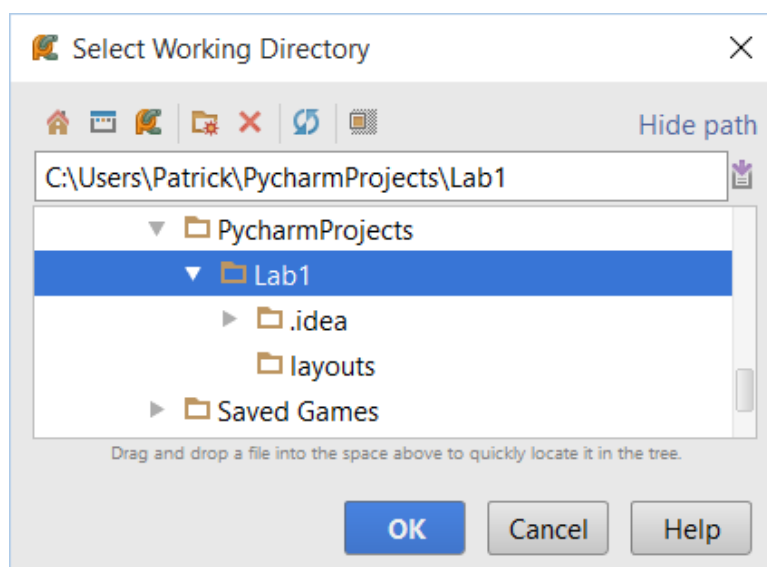 Select Working Directory
Hide path
C:\Users\Patrick\PycharmProjects\Lab1
PycharmProjects
Lab1
.idea
layouts
Saved Games
Drag and drop a file into the space above to quickly locate it in the tree.
OK Cancel Help